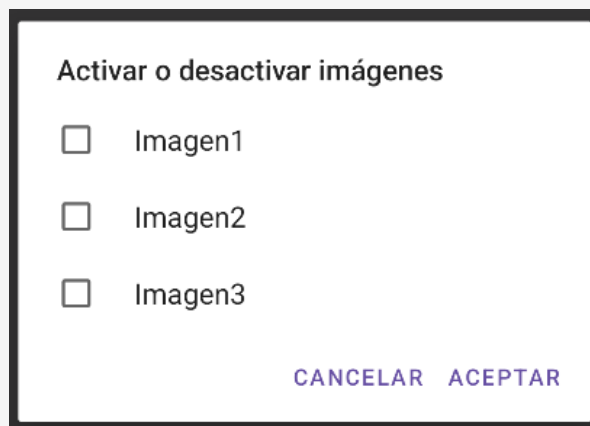 Activar o desactivar imágenes
Imagen1
Imagen2
Imagen3
CANCELAR ACEPTAR